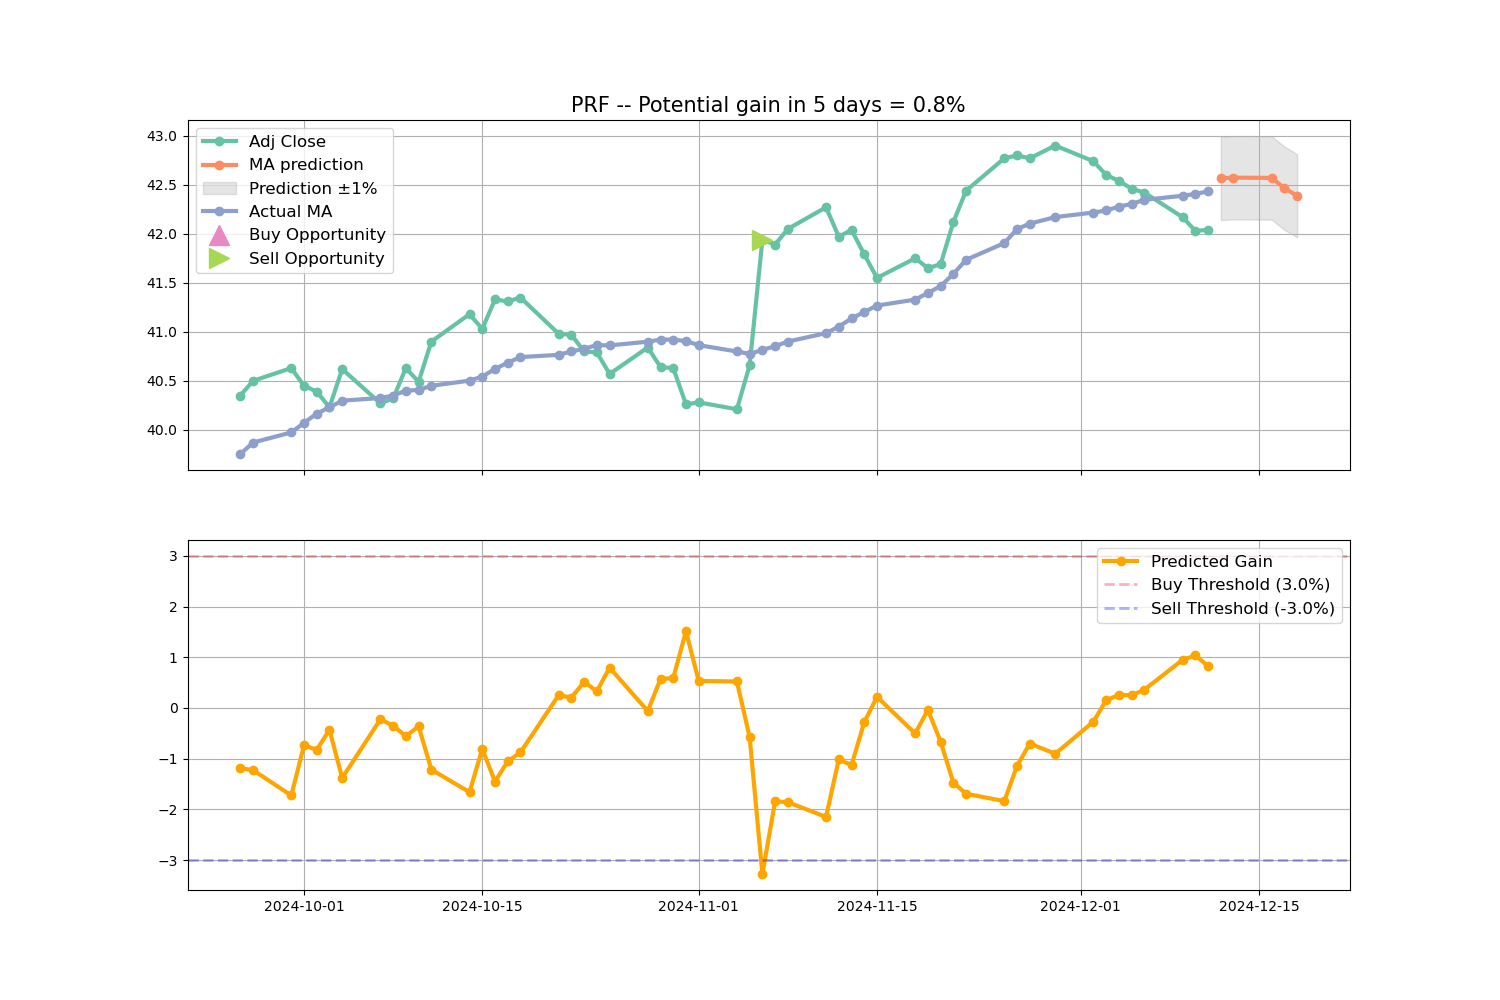 PRF -- Potential gain in 5 days = 0.8%
43.0
42.5
42.0
41.5
41.0
40.5
40.0
Adj Close
MA prediction
Prediction ±1%
Actual MA
Buy Opportunity
Sell Opportunity
3
2
1
0
−1
−2
−3
Predicted Gain
Buy Threshold (3.0%)
Sell Threshold (-3.0%)
2024-10-01 2024-10-15 2024-11-01 2024-11-15 2024-12-01 2024-12-15